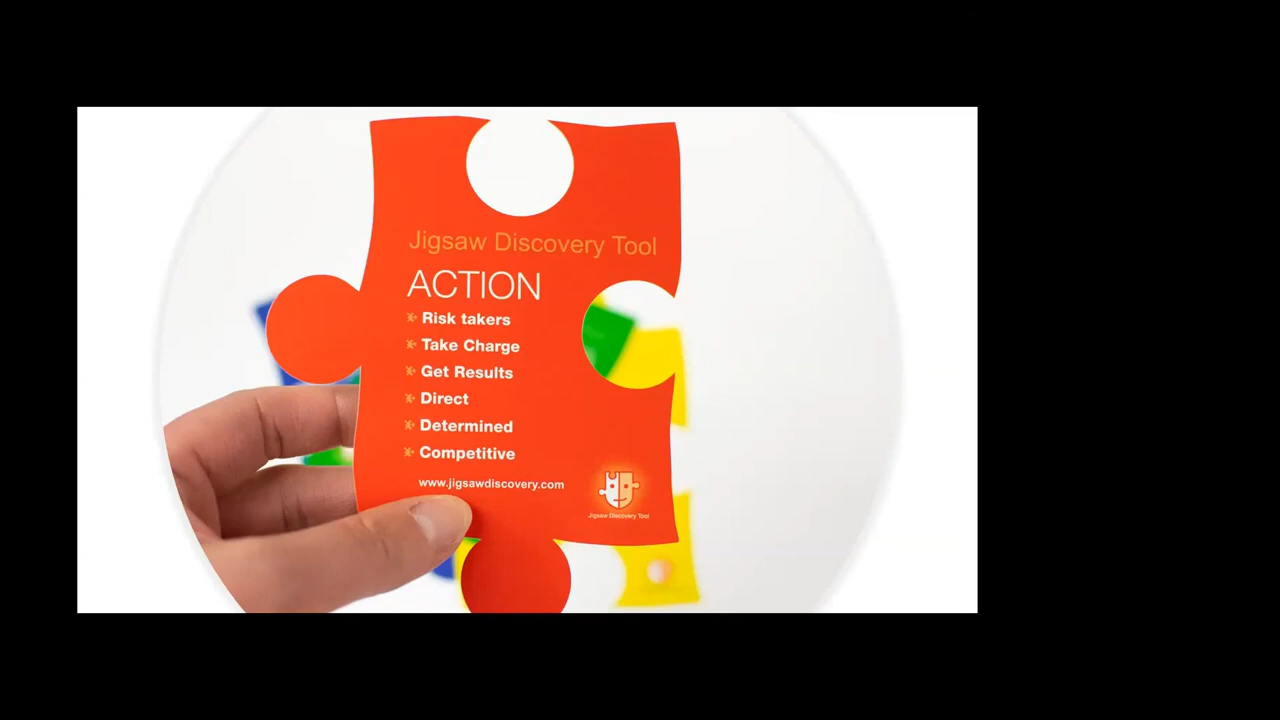 Jigsaw Discovery Tool
ACTION
Risk takers
Take Charge
Get Results
Direct
Determined
Competitive
www.jigsawdiscovery.com
Jigsaw Discovery Tool